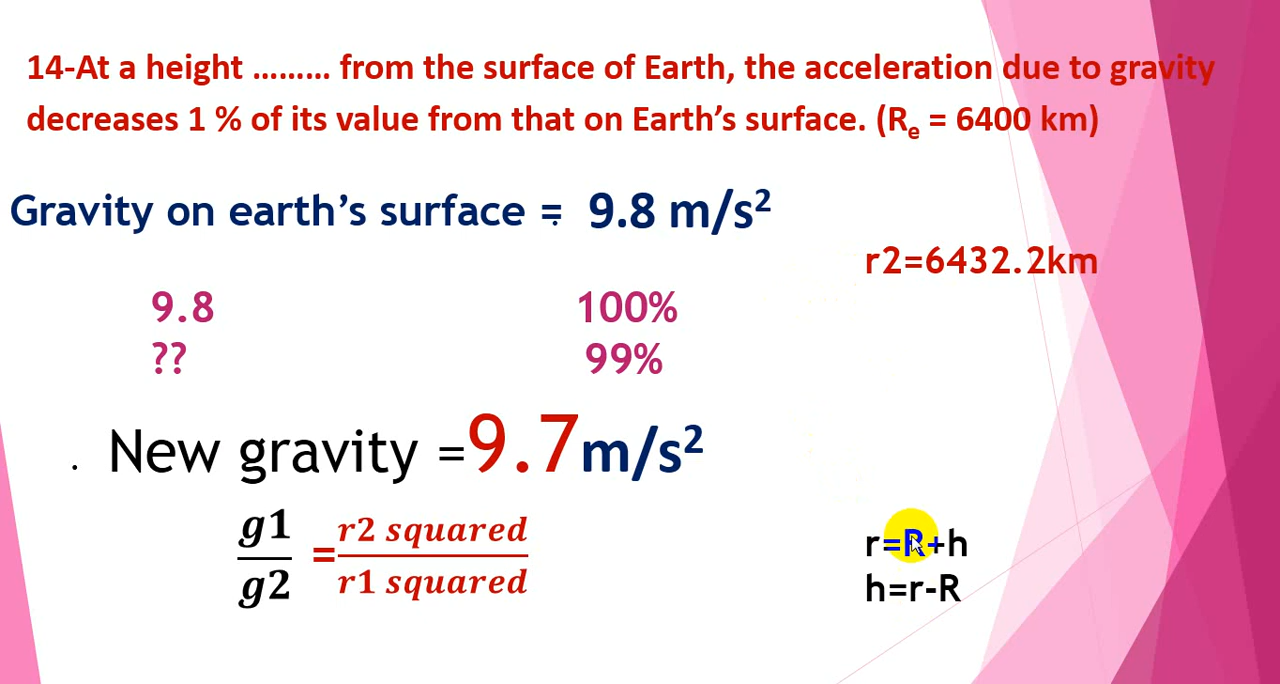 14-At a height ......... from the surface of Earth, the acceleration due to gravity
decreases 1 % of its value from that on Earth's surface. (Re = 6400 km)
Gravity on earth's surface = 9.8 m/s²
r2=6432.2km
9.8 100%
?? 99%
. New gravity =9.7m/s²
g1/g2 = r2 squared/r1 squared
r=R+h
h=r-R